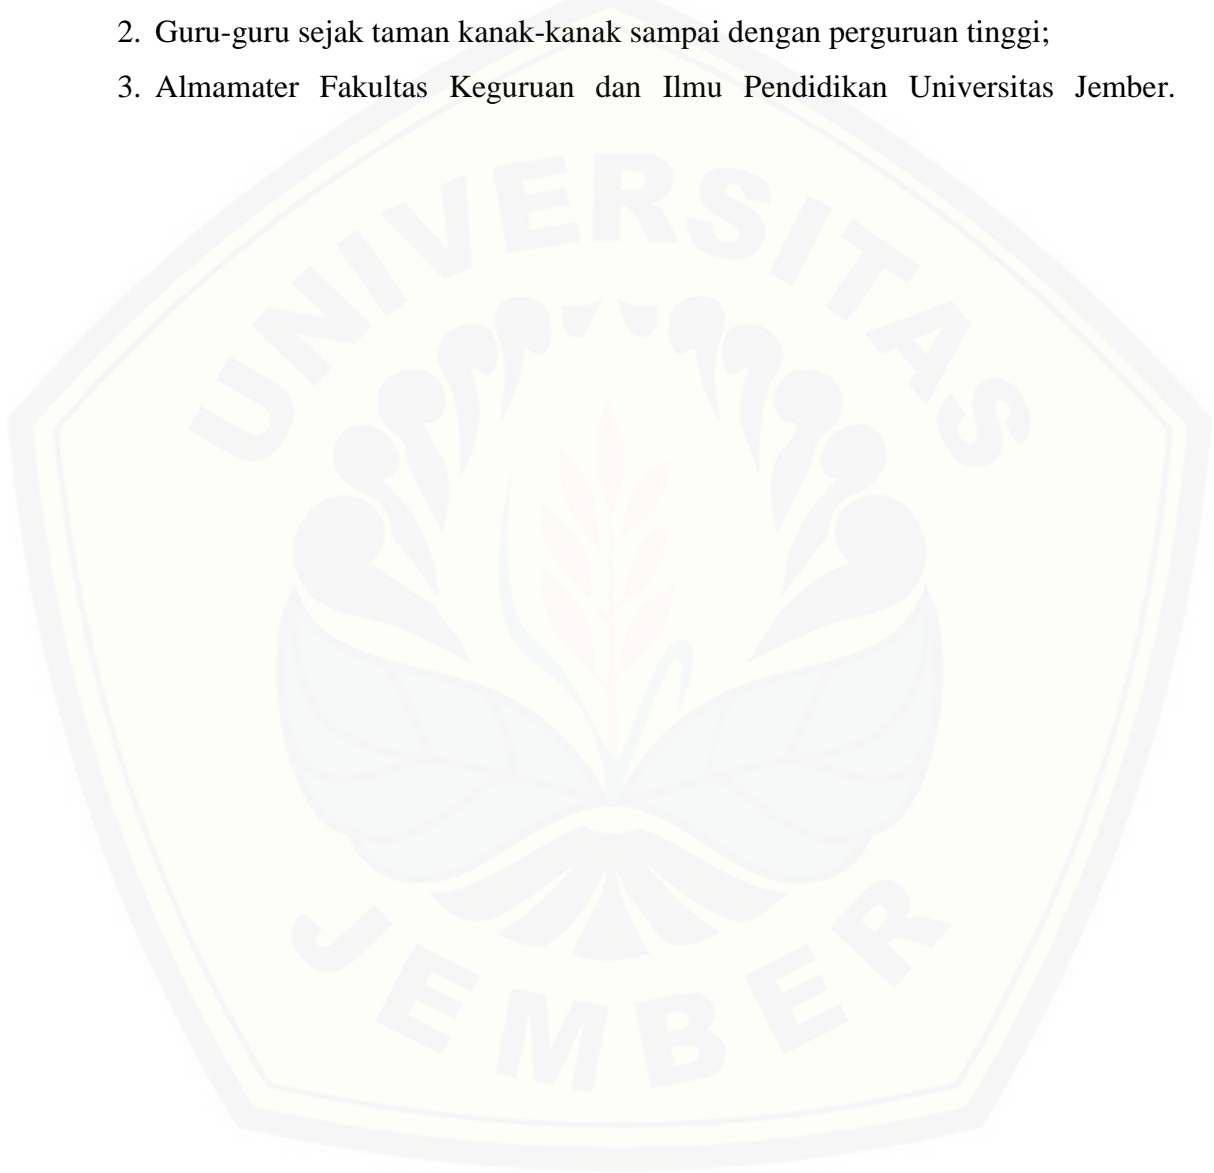 2. Guru-guru sejak taman kanak-kanak sampai dengan perguruan tinggi;
3. Almamater Fakultas Keguruan dan Ilmu Pendidikan Universitas Jember.
UNIVERSITAS
JEMBER